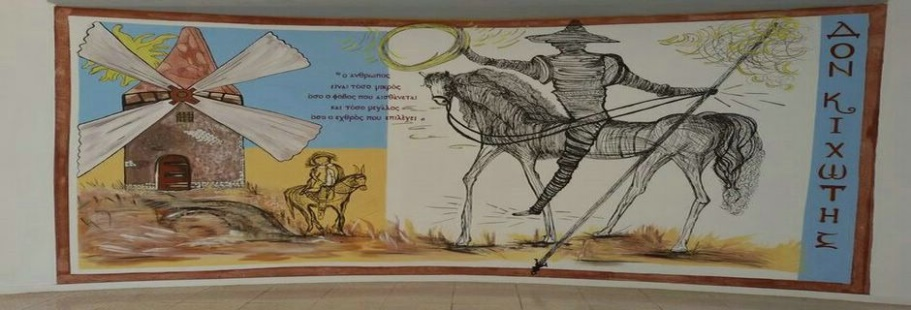 " ο άνθρωπος
είναι τόσο μικρός
όσο ο φόβος που αισθάνεται
και τόσο μεγάλος
όσο ο εχθρός που επιλέγει "
ΔΟΝ ΚΙΧΩΤΗΣ